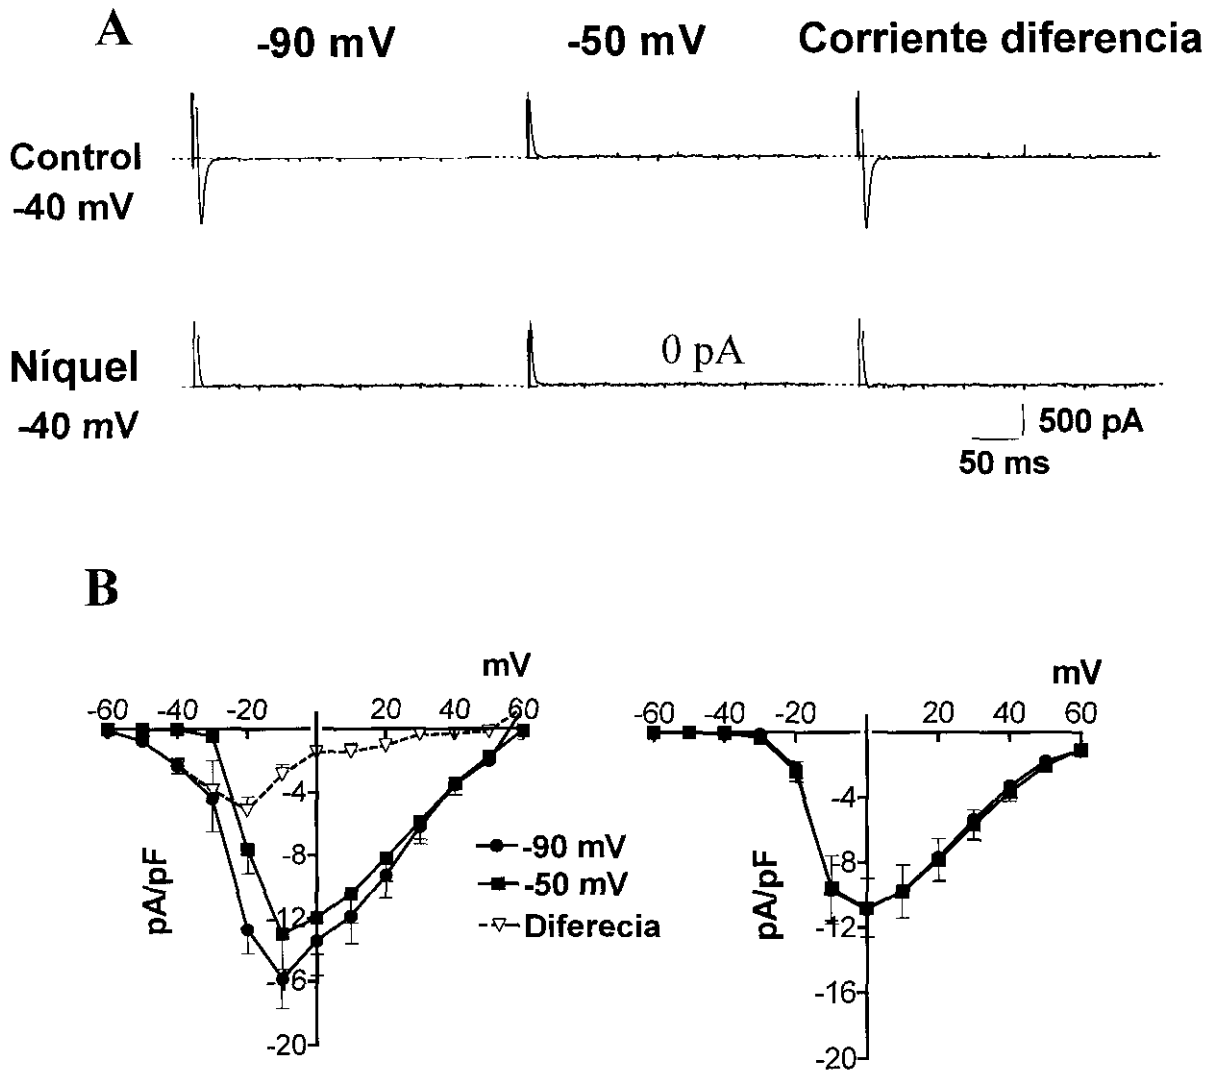 A
-90 mV -50 mV Corriente diferencia
Control
-40 mV
Níquel
-40 mV
0 pA
500 pA
50 ms
B
mV
-60 -40 -20 20 40 60
-4
-8
-12
-16
-20
pA/pF
-90 mV
-50 mV
Diferecia
mV
-60 -40 -20 20 40 60
-4
-8
-12
-16
-20
pA/pF